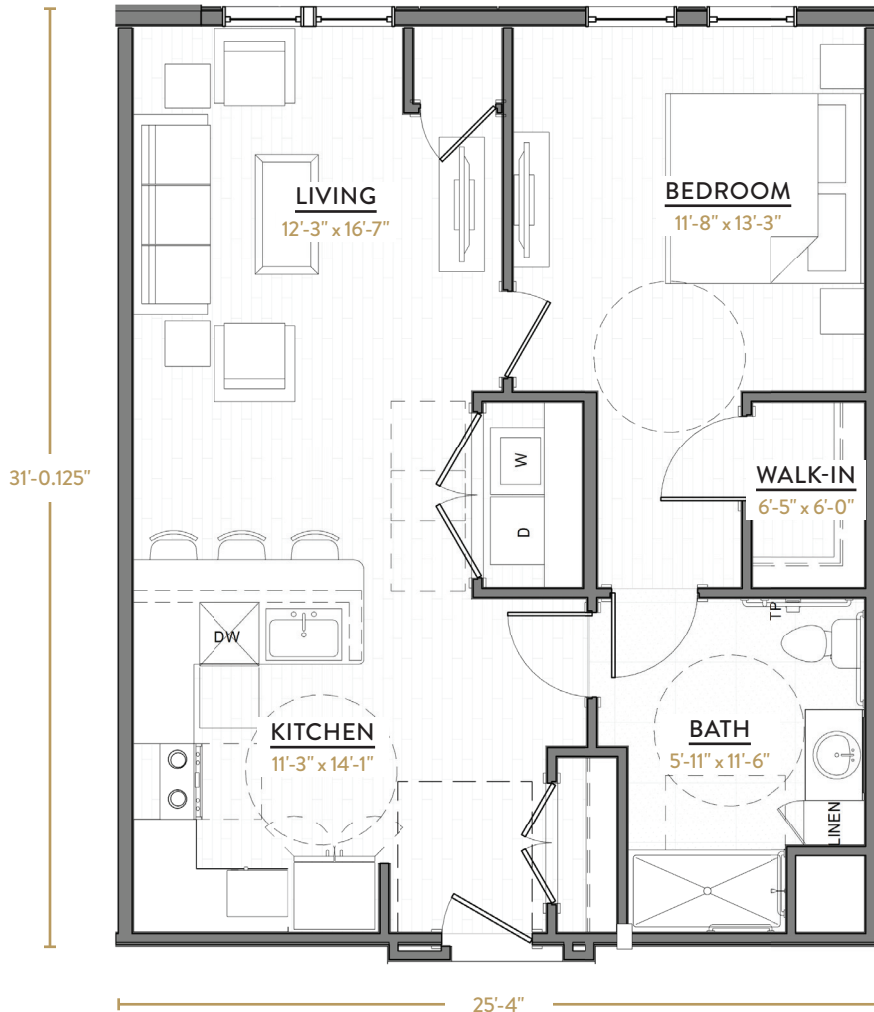 LIVING
12'-3" x 16'-7"
BEDROOM
11'-8" x 13'-3"
31'-0.125"
W
D
WALK-IN
6'-5" x 6'-0"
TP
DW
KITCHEN
11'-3" x 14'-1"
BATH
5'-11" x 11'-6"
LINEN
25'-4"